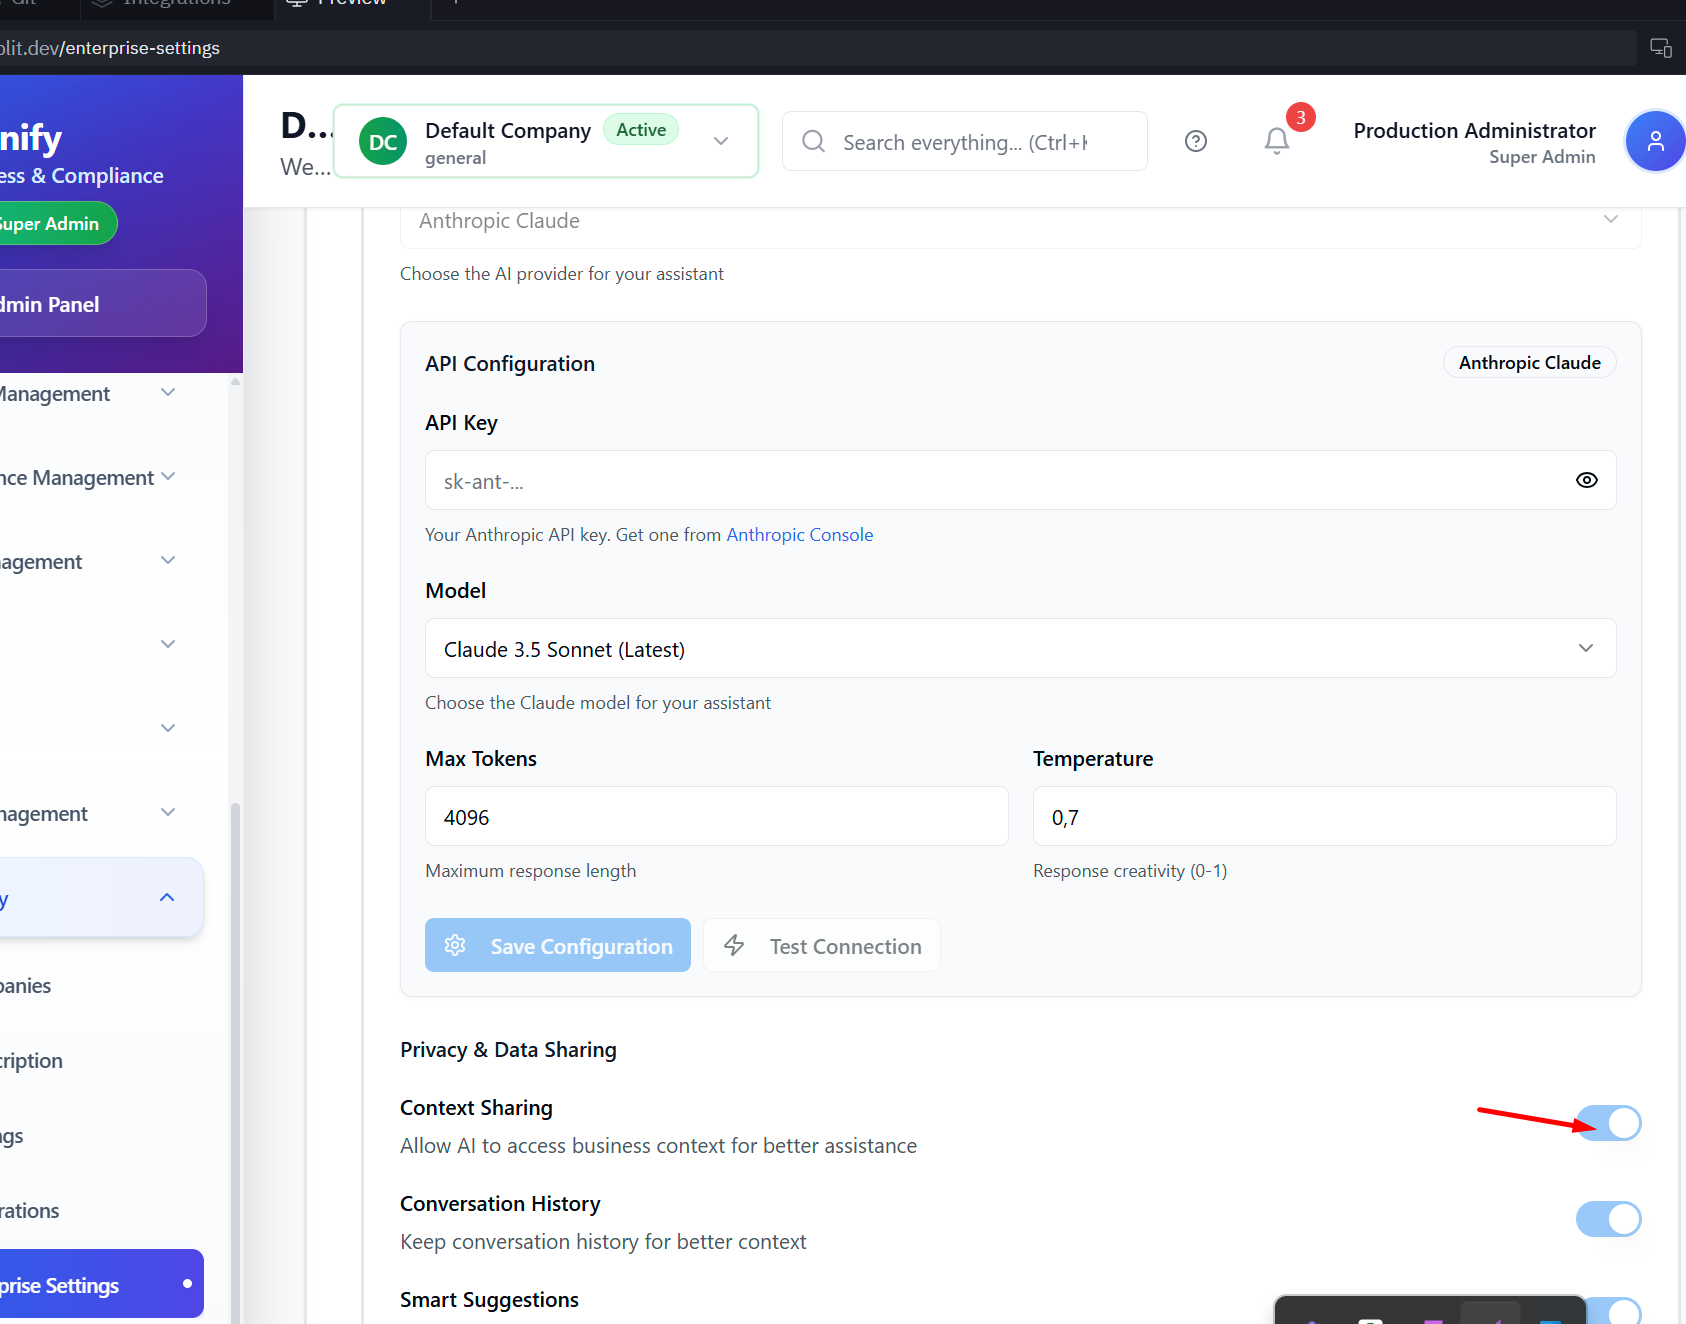 Integrations
Preview
plit.dev/enterprise-settings
nify
ess & Compliance
Super Admin
dmin Panel
D...
We...
DC
Default Company
Active
general
Search everything... (Ctrl+K
3
Production Administrator
Super Admin
Management
nce Management
nagement
nagement
y
panies
cription
ngs
rations
prise Settings
Anthropic Claude
Choose the AI provider for your assistant
API Configuration
Anthropic Claude
API Key
sk-ant-...
Your Anthropic API key. Get one from Anthropic Console
Model
Claude 3.5 Sonnet (Latest)
Choose the Claude model for your assistant
Max Tokens
Temperature
4096
0,7
Maximum response length
Response creativity (0-1)
Save Configuration
Test Connection
Privacy & Data Sharing
Context Sharing
Allow AI to access business context for better assistance
Conversation History
Keep conversation history for better context
Smart Suggestions